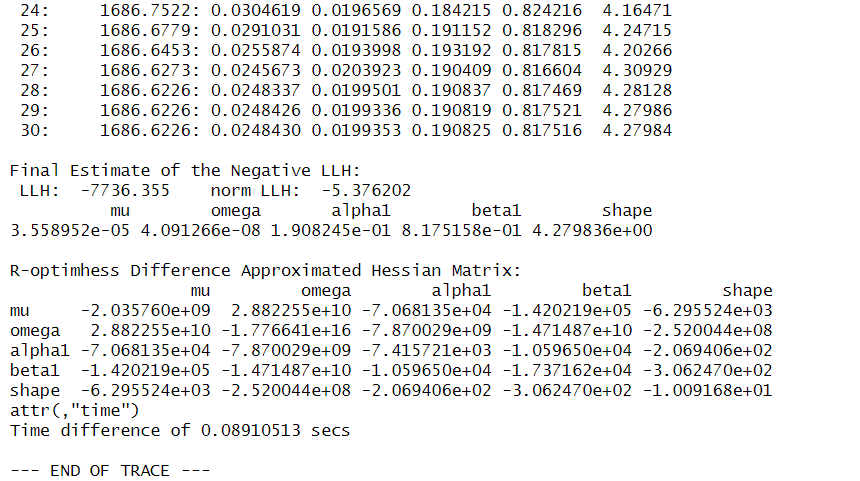 24:     1686.7522: 0.0304619 0.0196569 0.184215 0.824216  4.16471
25:     1686.6779: 0.0291031 0.0191586 0.191152 0.818296  4.24715
26:     1686.6453: 0.0255874 0.0193998 0.193192 0.817815  4.20266
27:     1686.6273: 0.0245673 0.0203923 0.190409 0.816604  4.30929
28:     1686.6226: 0.0248337 0.0199501 0.190837 0.817469  4.28128
29:     1686.6226: 0.0248426 0.0199336 0.190819 0.817521  4.27986
30:     1686.6226: 0.0248430 0.0199353 0.190825 0.817516  4.27984
Final Estimate of the Negative LLH:
LLH:  -7736.355    norm LLH:  -5.376202
mu        omega       alpha1        beta1        shape
3.558952e-05 4.091266e-08 1.908245e-01 8.175158e-01 4.279836e+00
R-optimhess Difference Approximated Hessian Matrix:
mu         omega        alpha1         beta1         shape
mu     -2.035760e+09  2.882255e+10 -7.068135e+04 -1.420219e+05 -6.295524e+03
omega   2.882255e+10 -1.776641e+16 -7.870029e+09 -1.471487e+10 -2.520044e+08
alpha1 -7.068135e+04 -7.870029e+09 -7.415721e+03 -1.059650e+04 -2.069406e+02
beta1  -1.420219e+05 -1.471487e+10 -1.059650e+04 -1.737162e+04 -3.062470e+02
shape  -6.295524e+03 -2.520044e+08 -2.069406e+02 -3.062470e+02 -1.009168e+01
attr(,"time")
Time difference of 0.08910513 secs
--- END OF TRACE ---